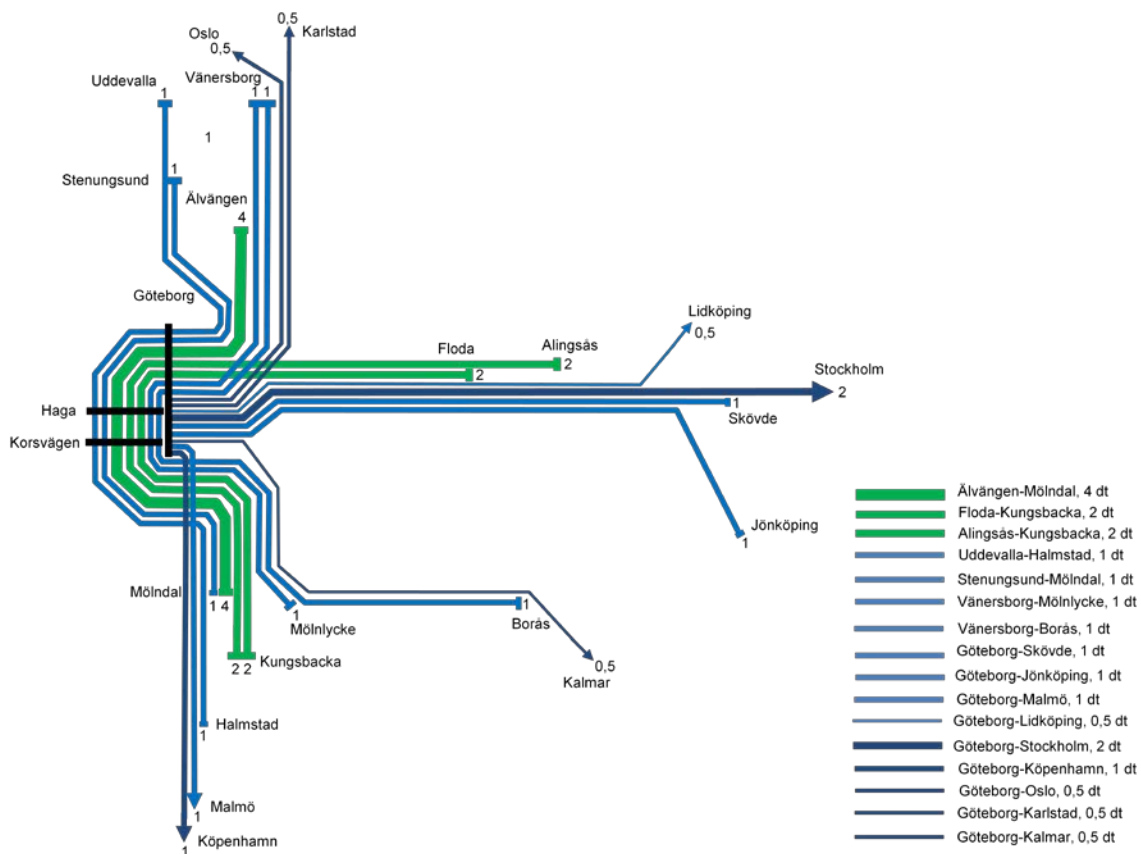 0,5
Oslo
Karlstad
0,5
Uddevalla
Vänersborg
1
1 1
1
1
Stenungsund
Älvängen
4
Göteborg
Lidköping
0,5
Floda
Alingsås
2
2
Stockholm
2
1
Skövde
Haga
Korsvägen
Jönköping
1
Mölndal
1 4
1
Mölnlycke
1
Borås
2 2
Kungsbacka
0,5
Kalmar
Halmstad
1
Malmö
1
Köpenhamn
1
Älvängen-Mölndal, 4 dt
Floda-Kungsbacka, 2 dt
Alingsås-Kungsbacka, 2 dt
Uddevalla-Halmstad, 1 dt
Stenungsund-Mölndal, 1 dt
Vänersborg-Mölnlycke, 1 dt
Vänersborg-Borås, 1 dt
Göteborg-Skövde, 1 dt
Göteborg-Jönköping, 1 dt
Göteborg-Malmö, 1 dt
Göteborg-Lidköping, 0,5 dt
Göteborg-Stockholm, 2 dt
Göteborg-Köpenhamn, 1 dt
Göteborg-Oslo, 0,5 dt
Göteborg-Karlstad, 0,5 dt
Göteborg-Kalmar, 0,5 dt